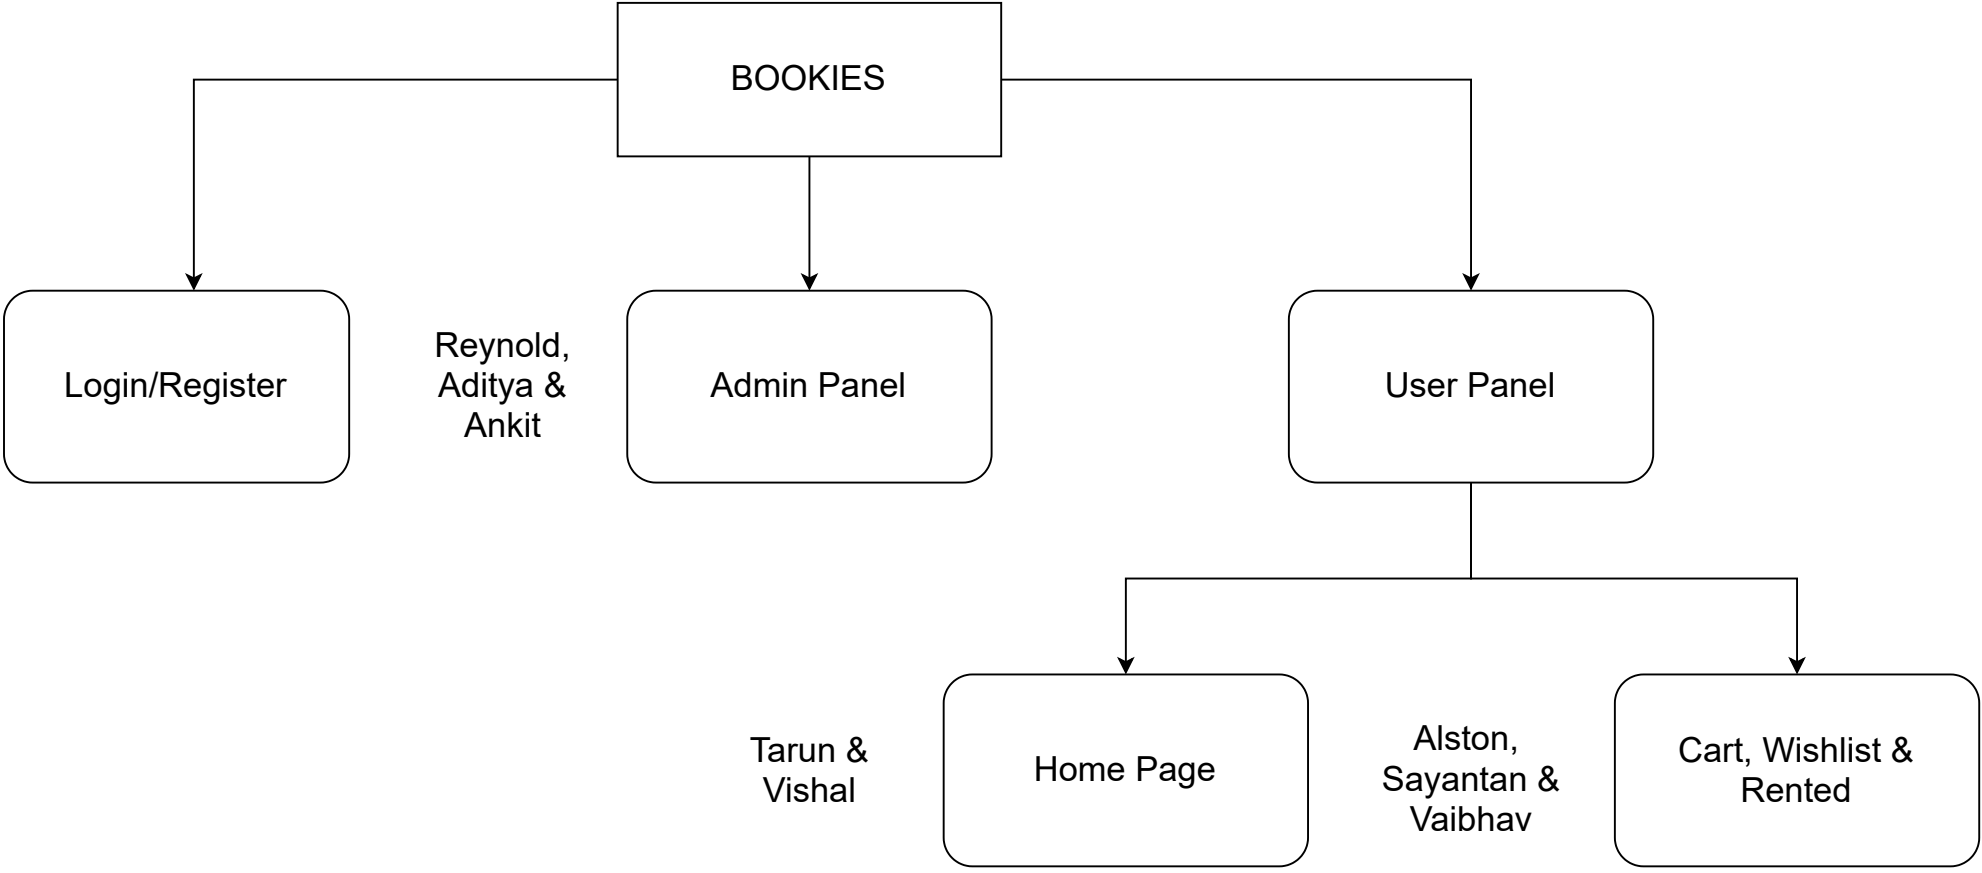 BOOKIES
Login/Register
Reynold,
Aditya &
Ankit
Admin Panel
User Panel
Tarun &
Vishal
Home Page
Alston,
Sayantan &
Vaibhav
Cart, Wishlist &
Rented